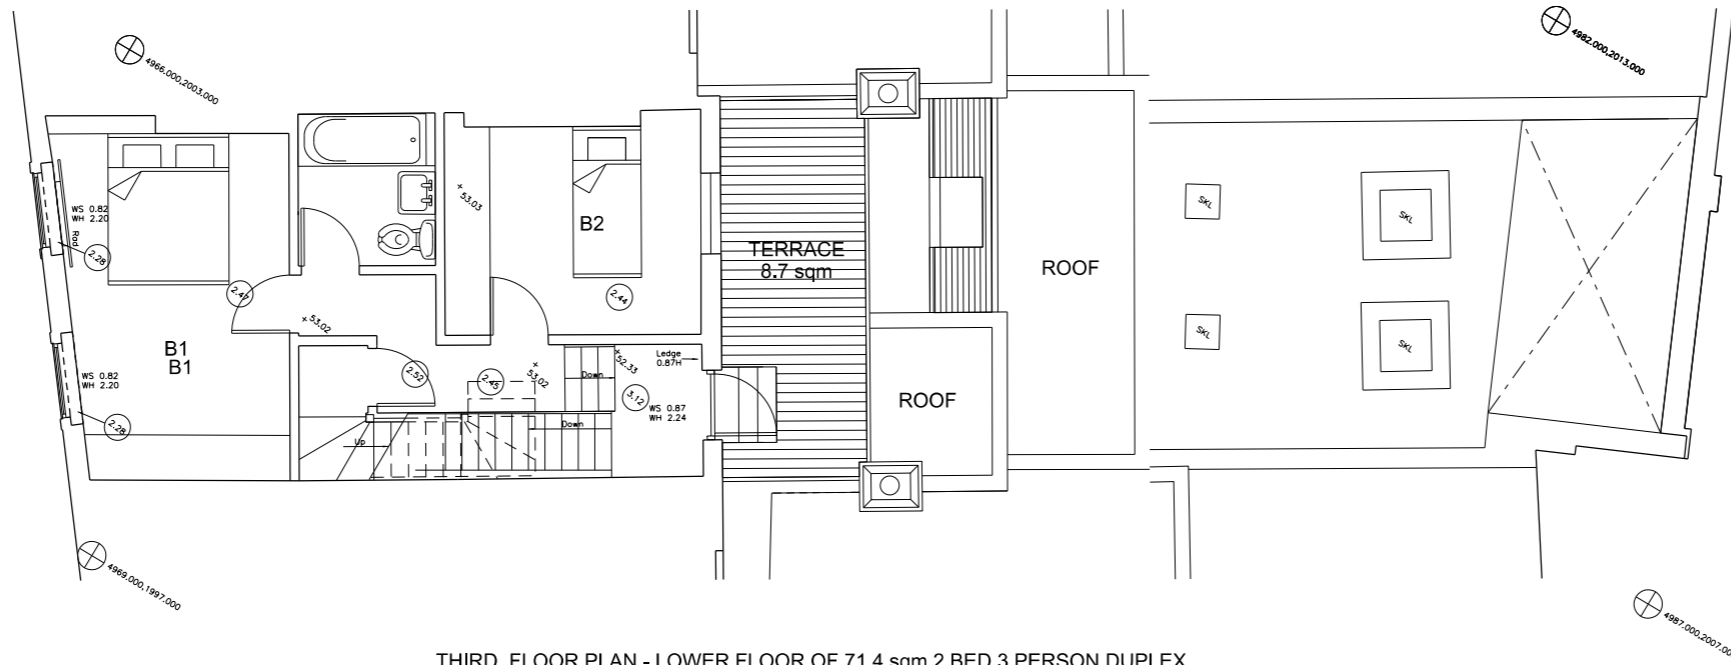 4966.000,2003.000
4982.000,2013.000
WS 0.82
WH 2.20
Rad
2.28
2.47
53.02
B1
B1
WS 0.82
WH 2.20
2.28
53.03
B2
2.44
2.52
2.45
53.02
Down
52.33
Ledge
0.87H
3.12
WS 0.87
WH 2.24
Up
Down
TERRACE
8.7 sqm
ROOF
ROOF
SKL
SKL
SKL
SKL
4969.000,1997.000
4987.000,2007.00
THIRD FLOOR PLAN - LOWER FLOOR OF 71.4 sqm 2 BED 3 PERSON DUPLEX